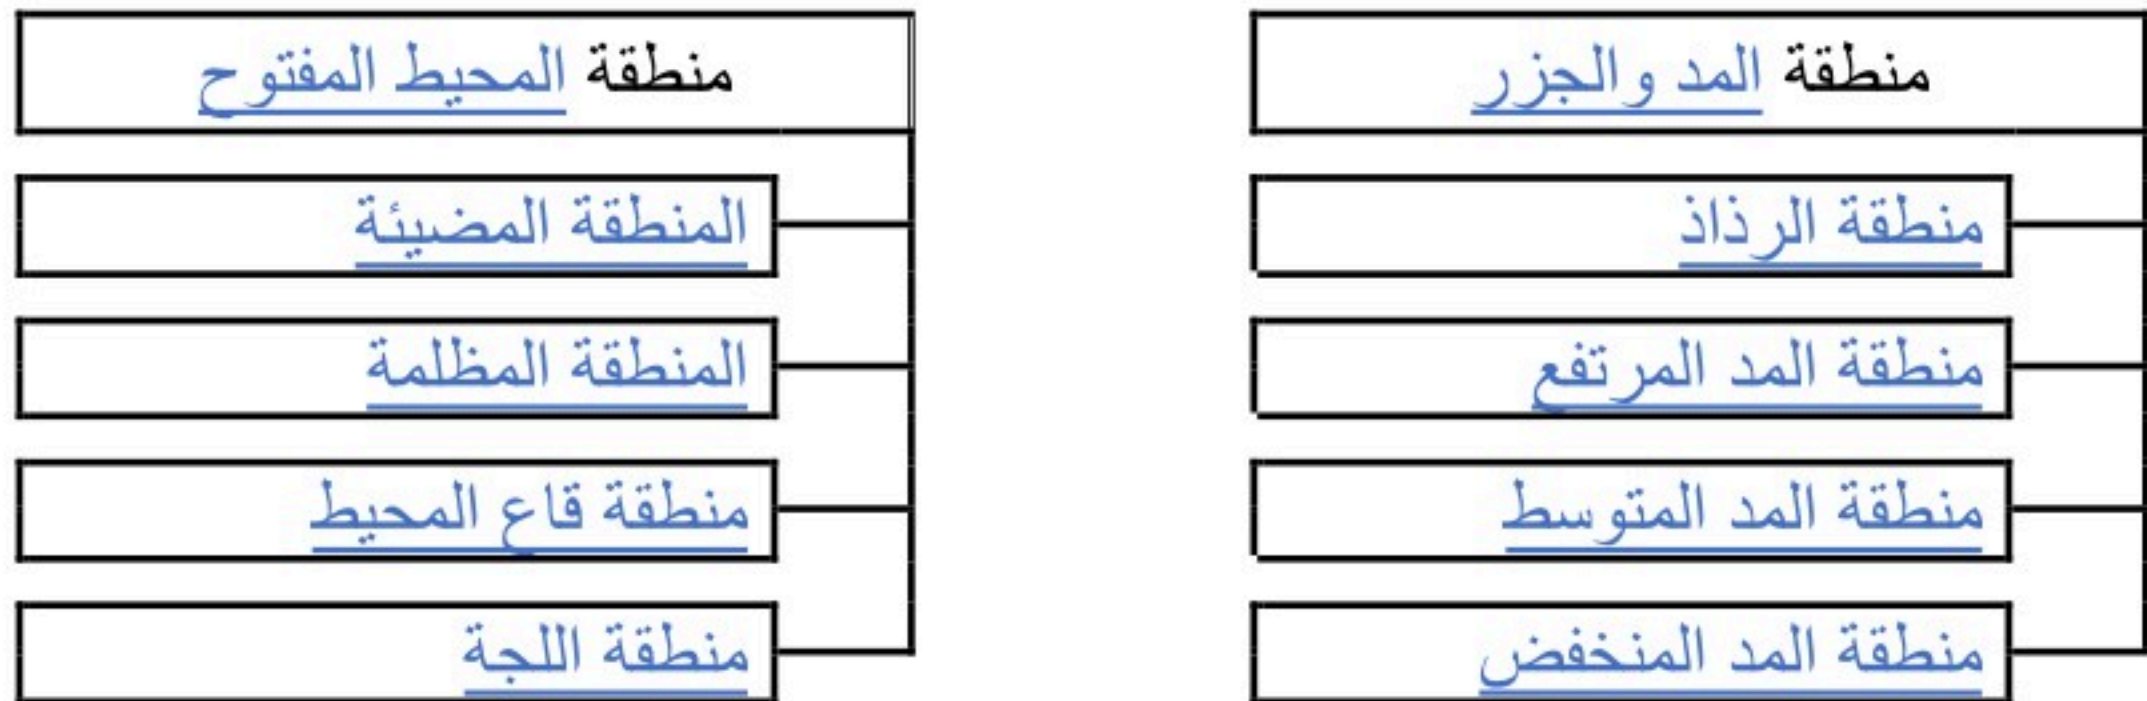 منطقة المد والجزر
منطقة الرذاذ
منطقة المد المرتفع
منطقة المد المتوسط
منطقة المد المنخفض
منطقة المحيط المفتوح
المنطقة المضيئة
المنطقة المظلمة
منطقة قاع المحيط
منطقة اللجة